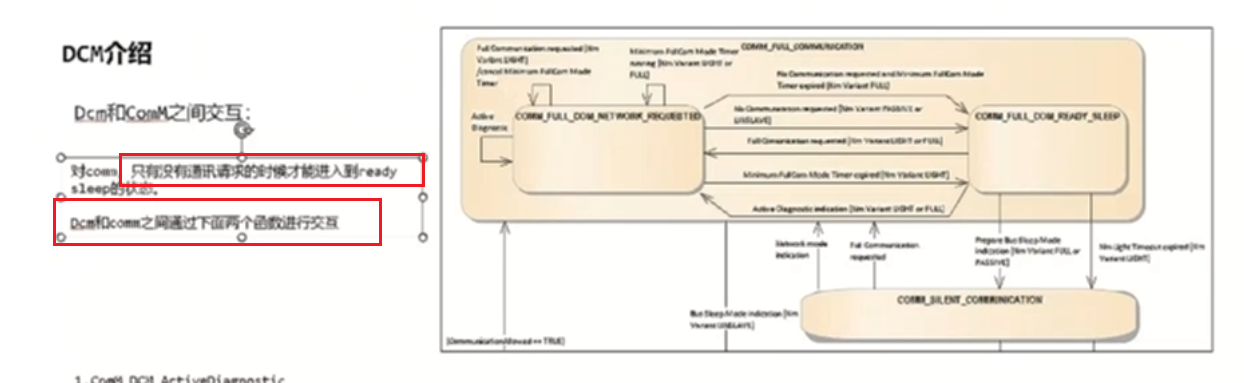 DCM介绍
Dcm和ComM之间交互：
对comm，只有没有通讯请求的时候才能进入到ready
sleep的状态。
Dcm和comm之间通过下面两个函数进行交互
1.ComM_DCM_ActiveDiagnostic
COMM_FULL_COMMUNICATION
Full Communication requested [Nm
Variant LIGHT]
/cancel Minimum FullCom Mode
Timer
Minimum FullCom Mode Timer
running [Nm Variant LIGHT or
FULL]
No Communication requested and Minimum FullCom Mode
Timer expired [Nm Variant FULL]
Active
Diagnostic
COMM_FULL_COM_NETWORK_REQUESTED
No Communication requested [Nm Variant PASSIVE or
LINSLAVE]
COMM_FULL_COM_READY_SLEEP
Full Communication requested [Nm Variant LIGHT or FULL]
Minimum FullCom Mode Timer expired [Nm Variant LIGHT]
Active Diagnostic indication [Nm Variant LIGHT or FULL]
Network mode
indication
Full Communication
requested
Prepare Bus Sleep Mode
indication [Nm Variant FULL or
PASSIVE]
Nm Light Timeout expired [Nm
Variant LIGHT]
COMM_SILENT_COMMUNICATION
Bus Sleep Mode indication [Nm
Variant LINSLAVE]
[CommunicationAllowed == TRUE]